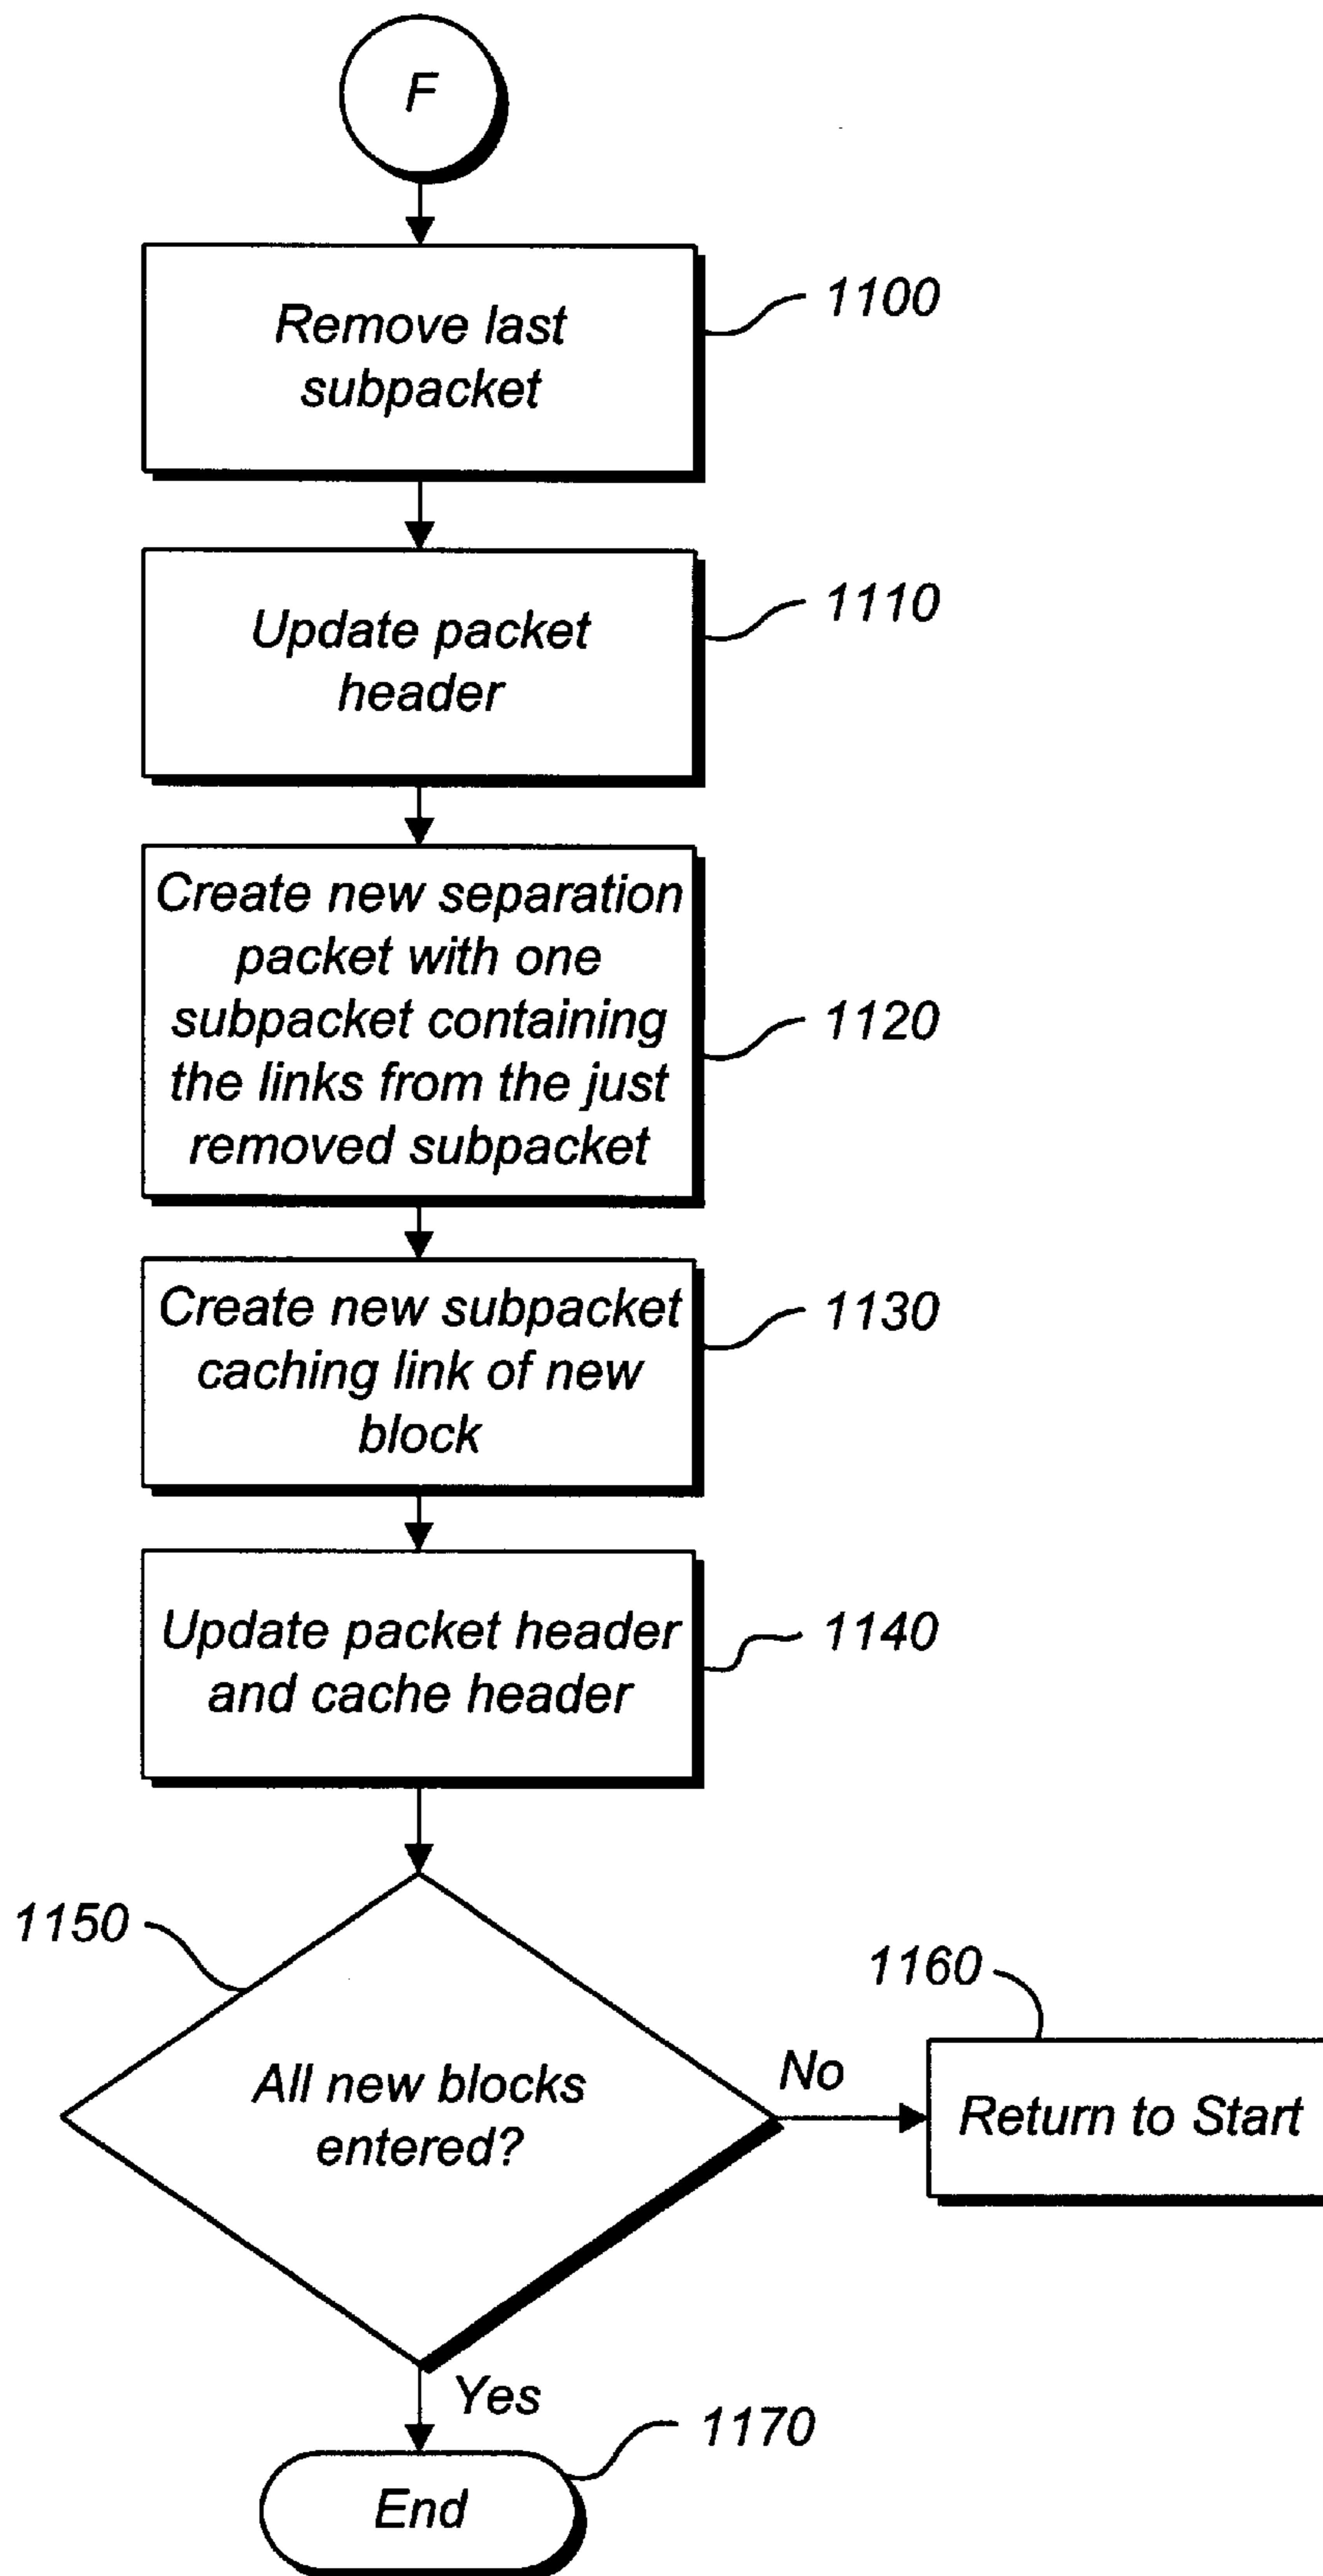 F
Remove last
subpacket
1100
Update packet
header
1110
Create new separation
packet with one
subpacket containing
the links from the just
removed subpacket
1120
Create new subpacket
caching link of new
block
1130
Update packet header
and cache header
1140
1150
All new blocks
entered?
No
1160
Return to Start
Yes
1170
End